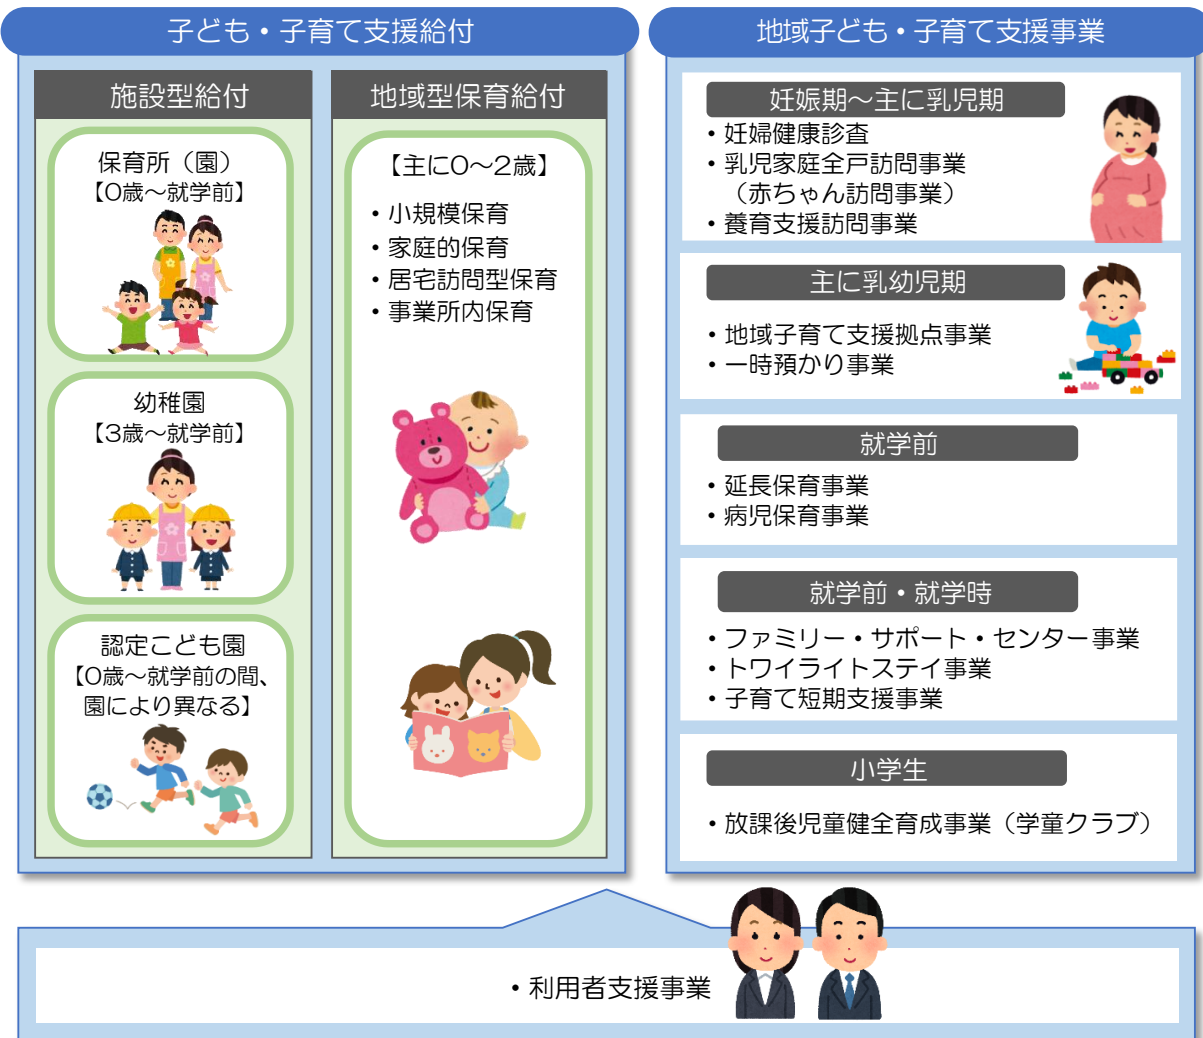 子ども・子育て支援給付
施設型給付
保育所（園）
【0歳～就学前】
幼稚園
【3歳～就学前】
認定こども園
【0歳～就学前の間、
園により異なる】
地域型保育給付
【主に0～2歳】
・小規模保育
・家庭的保育
・居宅訪問型保育
・事業所内保育
地域子ども・子育て支援事業
妊娠期～主に乳児期
・妊婦健康診査
・乳児家庭全戸訪問事業
（赤ちゃん訪問事業）
・養育支援訪問事業
主に乳幼児期
・地域子育て支援拠点事業
・一時預かり事業
就学前
・延長保育事業
・病児保育事業
就学前・就学時
・ファミリー・サポート・センター事業
・トワイライトステイ事業
・子育て短期支援事業
小学生
・放課後児童健全育成事業（学童クラブ）
・利用者支援事業